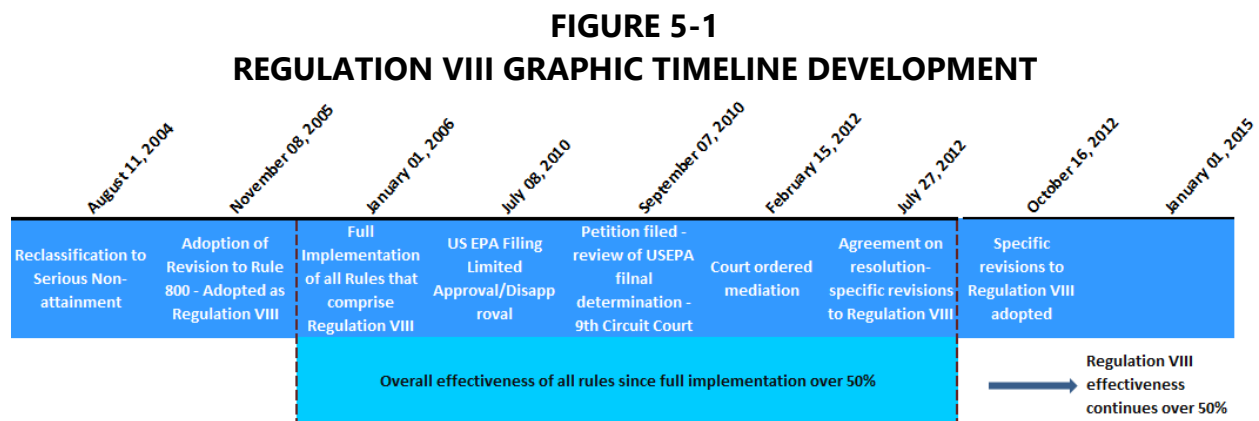 FIGURE 5-1
REGULATION VIII GRAPHIC TIMELINE DEVELOPMENT
August 11, 2004
November 08, 2005
January 01, 2006
July 08, 2010
September 07, 2010
February 15, 2012
July 27, 2012
October 16, 2012
January 01, 2015
Reclassification to
Serious Non-
attainment
Adoption of
Revision to Rule
800 - Adopted as
Regulation VIII
Full
Implementation
of all Rules that
comprise
Regulation VIII
US EPA Filing
Limited
Approval/Disapp
roval
Petition filed -
review of USEPA
filnal
determination -
9th Circuit Court
Court ordered
mediation
Agreement on
resolution-
specific revisions
to Regulation VIII
Specific
revisions to
Regulation VIII
adopted
Overall effectiveness of all rules since full implementation over 50%
Regulation VIII
effectiveness
continues over 50%